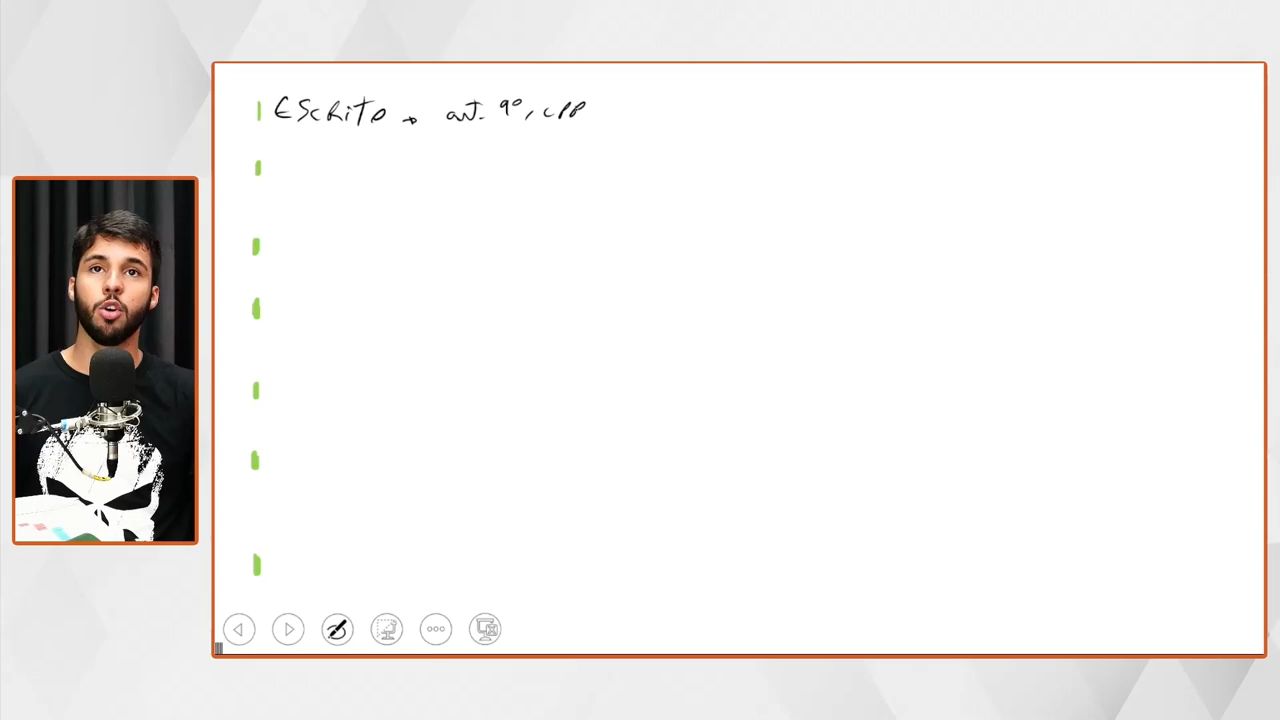 Escrito → art. 9º, CPP